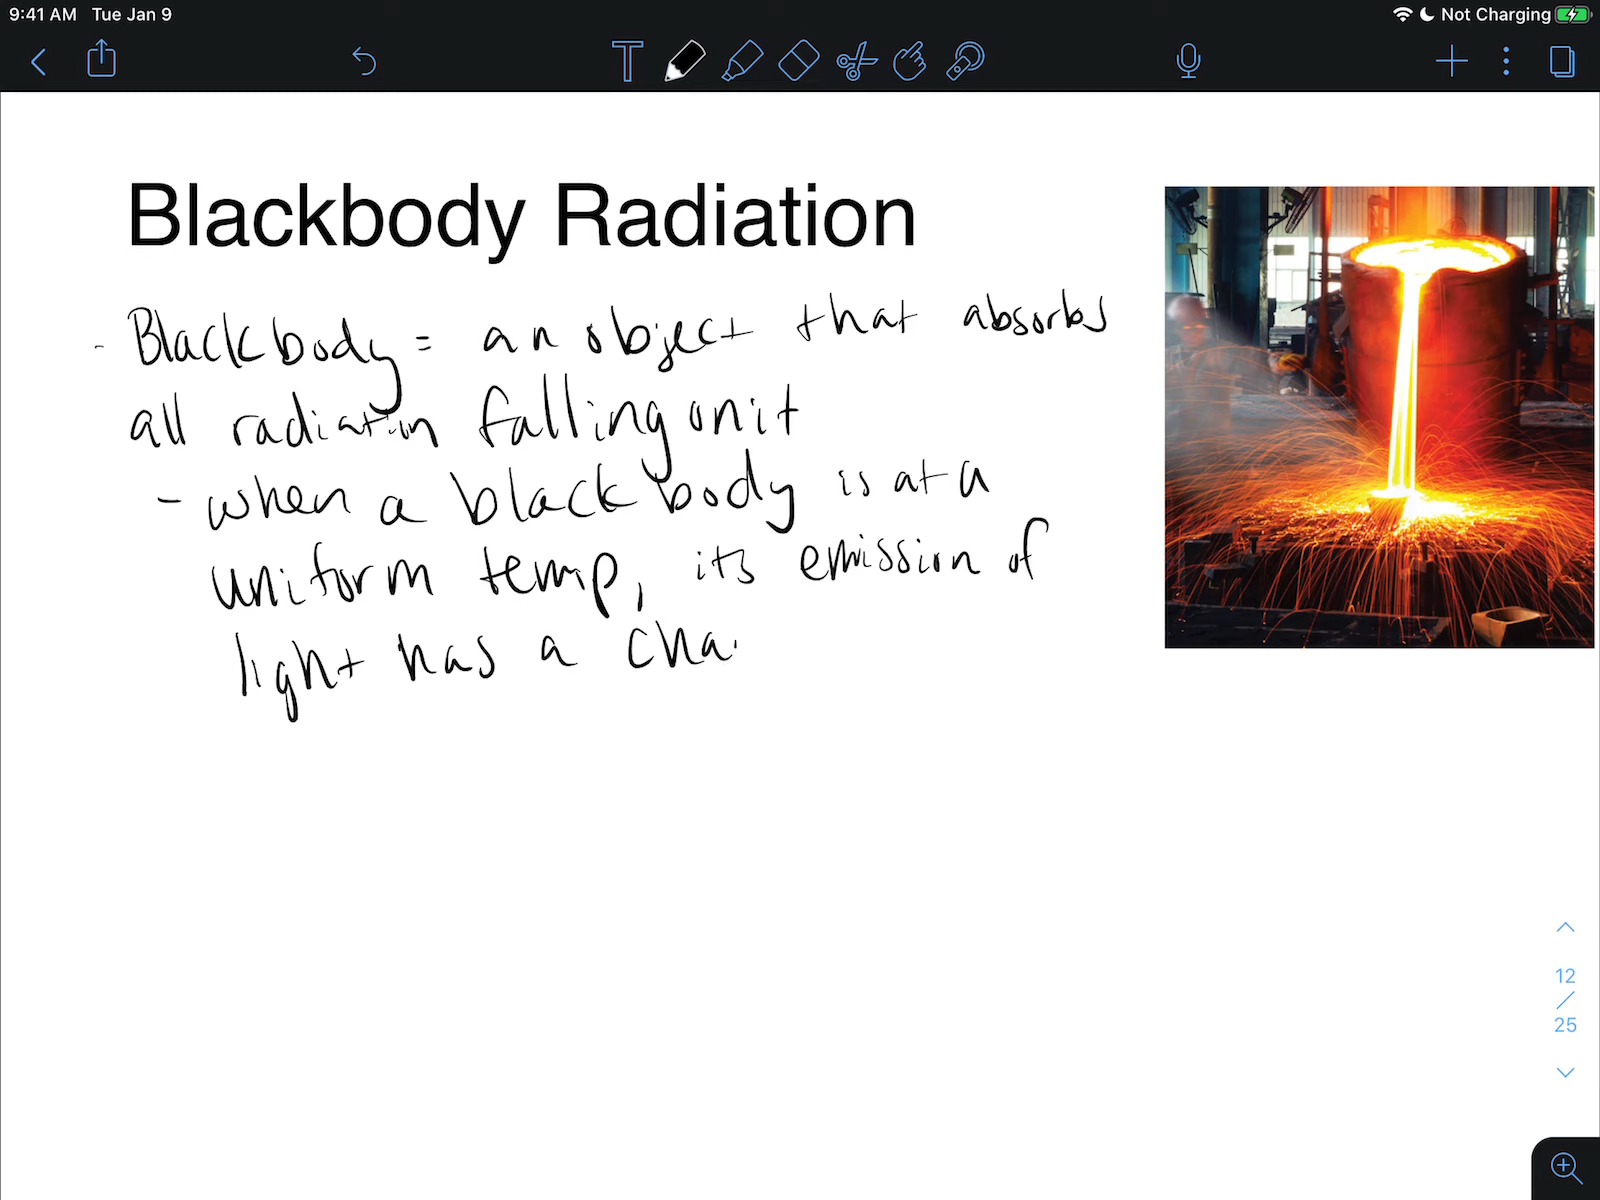 9:41 AM Tue Jan 9
Not Charging
Blackbody Radiation
- Blackbody = an object that absorbs
all radiation falling on it
- when a black body is at a
uniform temp, its emission of
light has a cha
12
/
25